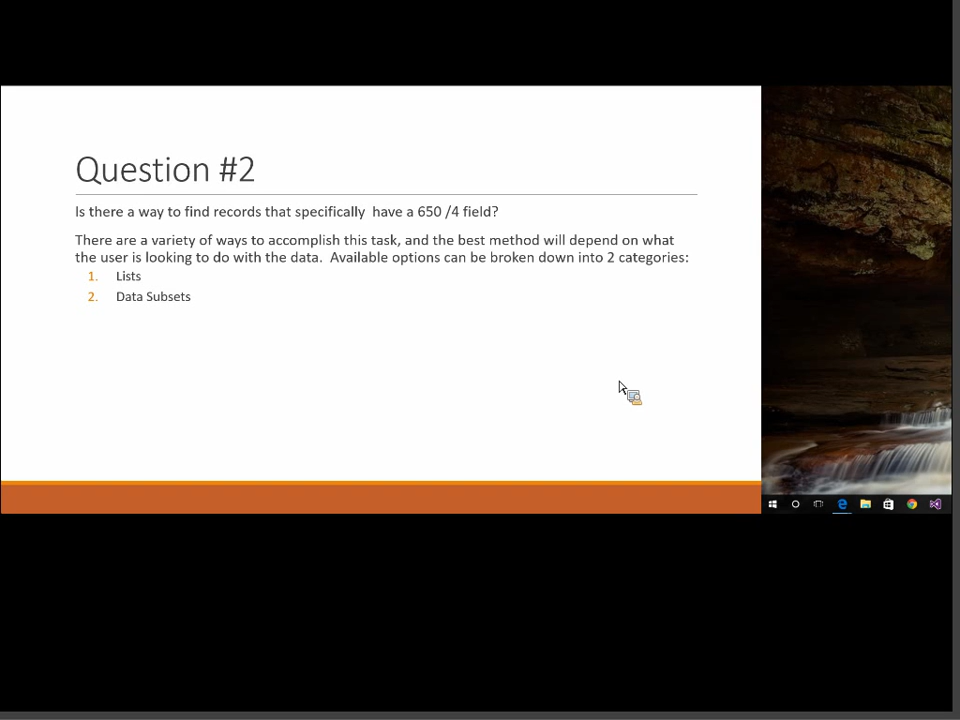 Question #2
Is there a way to find records that specifically  have a 650 /4 field?
There are a variety of ways to accomplish this task, and the best method will depend on what
the user is looking to do with the data.  Available options can be broken down into 2 categories:
1. Lists
2. Data Subsets